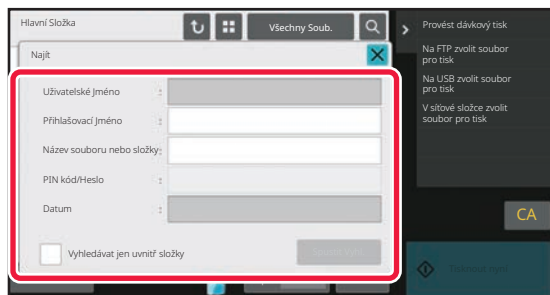 Hlavní Složka
Všechny Soub.
Najít
Uživatelské Jméno :
Přihlašovací Jméno :
Název souboru nebo složky:
PIN kód/Heslo :
Datum :
Vyhledávat jen uvnitř složky
Provést dávkový tisk
Na FTP zvolit soubor
pro tisk
Na USB zvolit soubor
pro tisk
V síťové složce zvolit
soubor pro tisk
CA